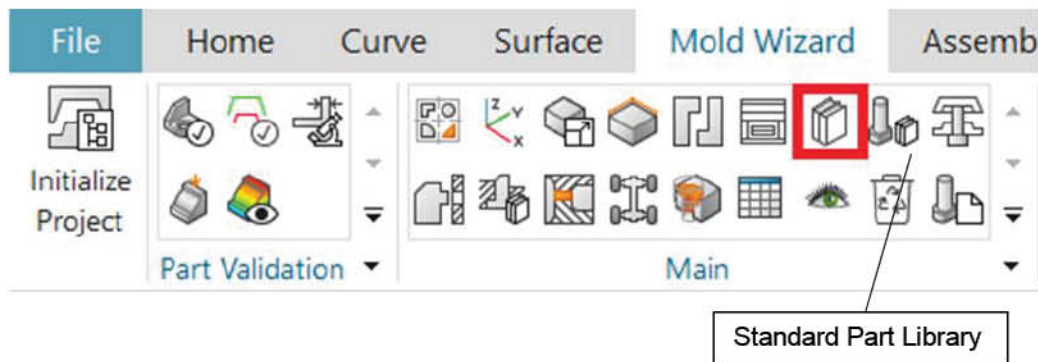 File Home Curve Surface Mold Wizard Assemb
Z
Y
X
Initialize
Project
Part Validation Main
Standard Part Library